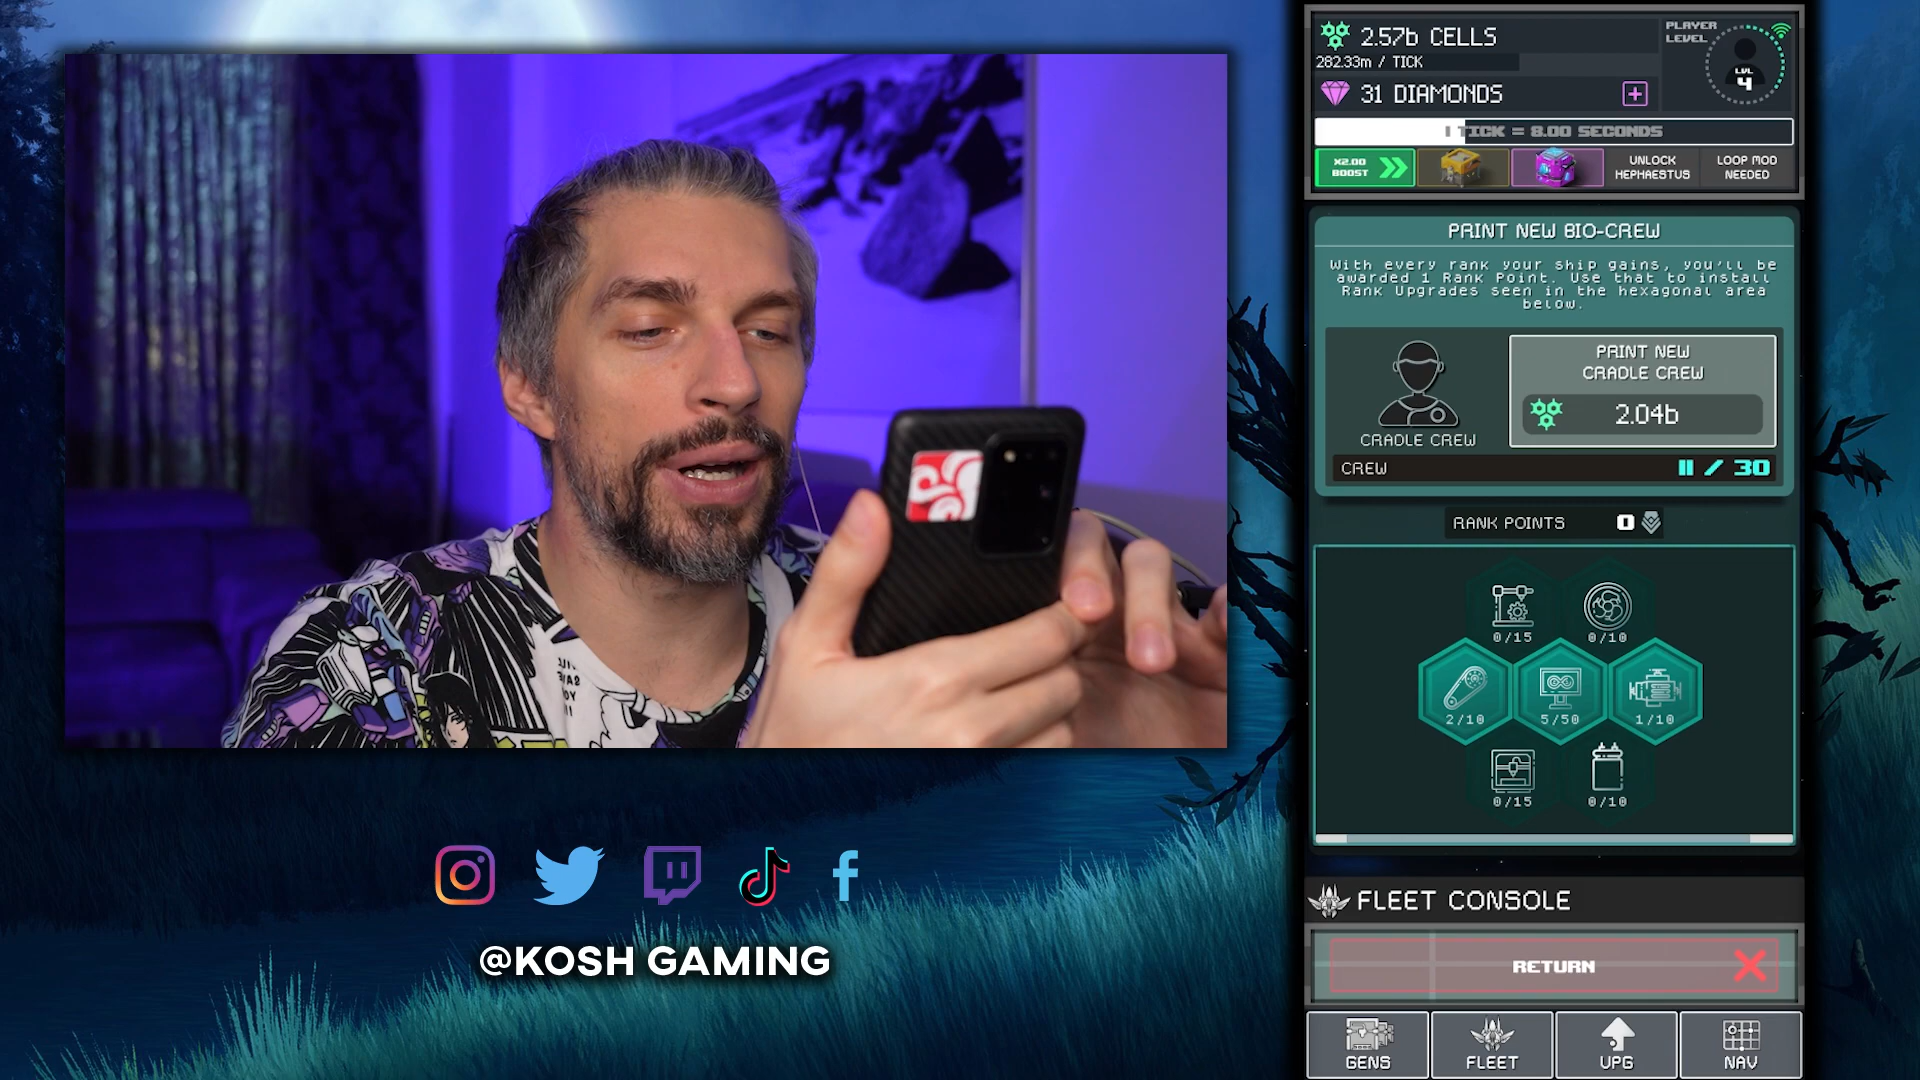 2.57b CELLS
282.33m / TICK
31 DIAMONDS
PLAYER
LEVEL
LVL
4
1 TICK = 8.00 SECONDS
X2.00
BOOST
UNLOCK
HEPHAESTUS
LOOP MOD
NEEDED
PRINT NEW BIO-CREW
With every rank your ship gains, you'll be
awarded 1 Rank Point. Use that to install
Rank Upgrades seen in the hexagonal area
below.
PRINT NEW
CRADLE CREW
2.04b
CRADLE CREW
CREW
11 / 30
RANK POINTS 0
0/15
0/10
2/10
5/50
1/10
0/15
0/10
FLEET CONSOLE
RETURN
GENS
FLEET
UPG
NAV
@KOSH GAMING